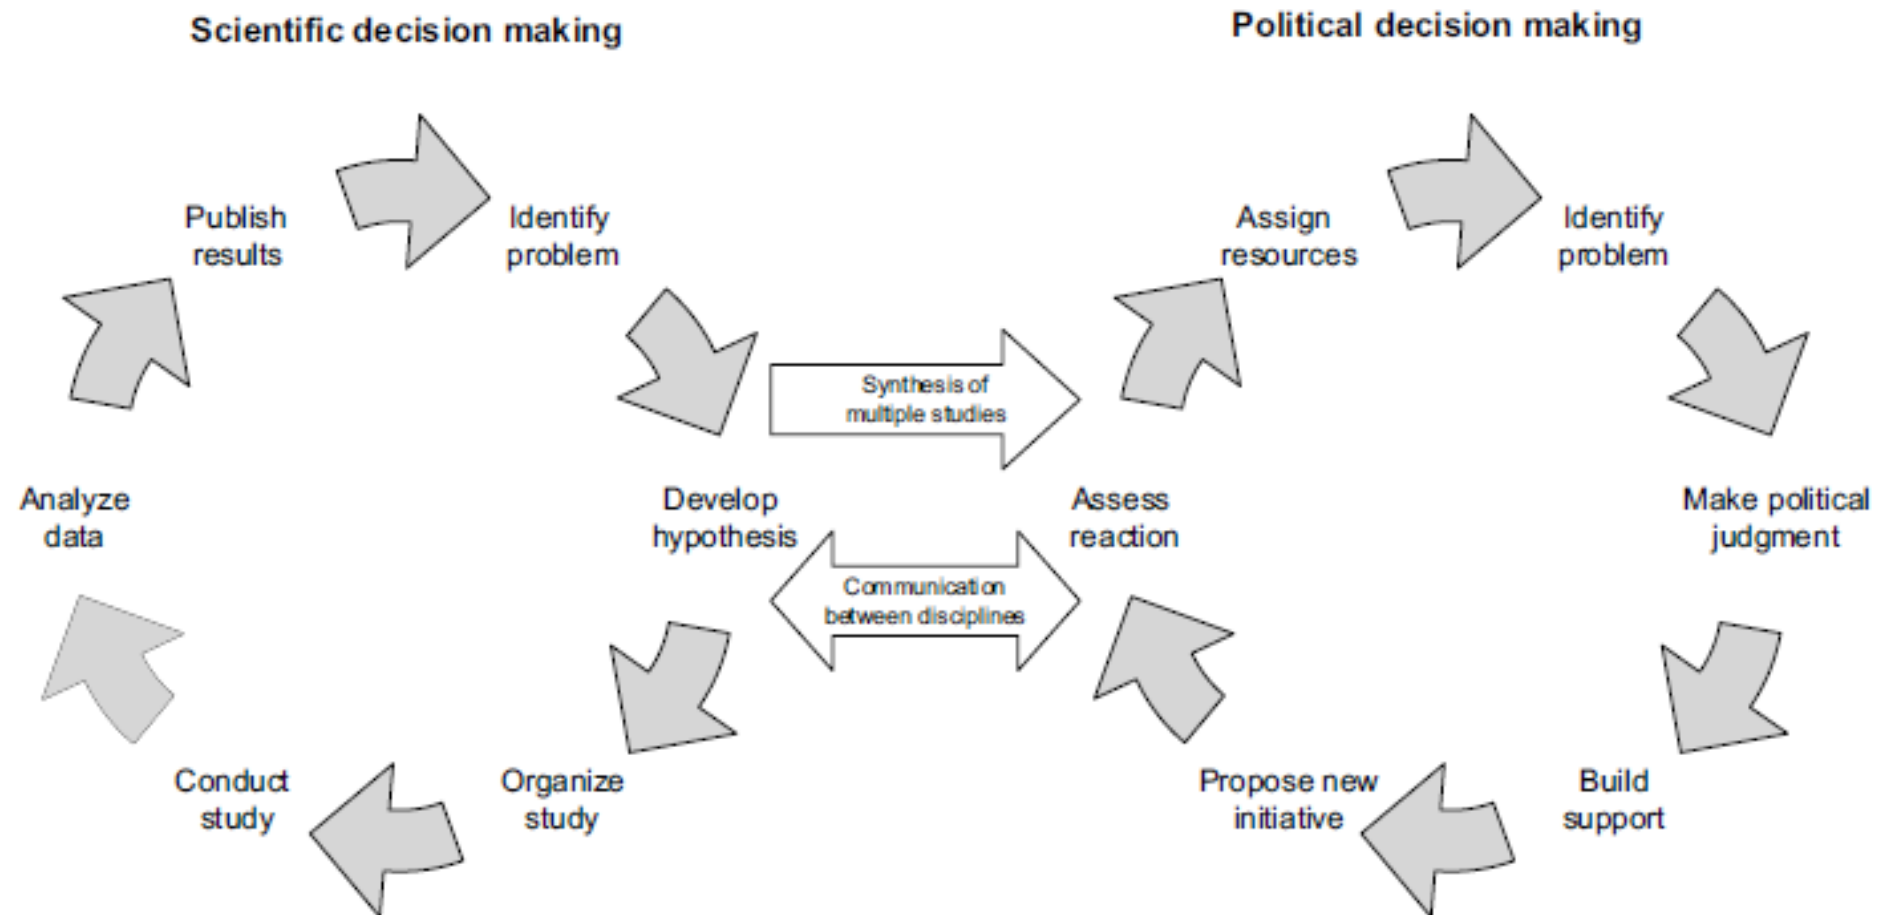 Scientific decision making
Political decision making
Publish
results
Identify
problem
Assign
resources
Identify
problem
Synthesis of
multiple studies
Analyze
data
Develop
hypothesis
Assess
reaction
Make political
judgment
Communication
between disciplines
Conduct
study
Organize
study
Propose new
initiative
Build
support